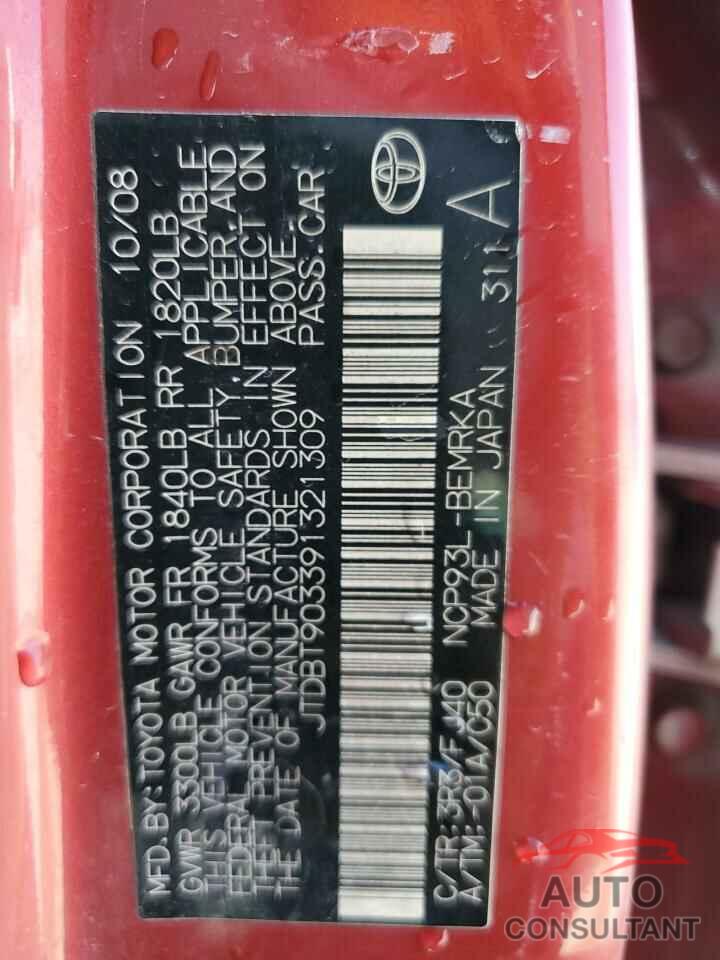 MFD. BY: TOYOTA MOTOR CORPORATION 10/08
GVWR 3300LB GAWR FR 1840LB RR 1820LB
THIS VEHICLE CONFORMS TO ALL APPLICABLE
FEDERAL MOTOR VEHICLE SAFETY, BUMPER, AND
THEFT PREVENTION STANDARDS IN EFFECT ON
THE DATE OF MANUFACTURE SHOWN ABOVE.
JTDBT903391321309 PASS. CAR
C/TR: 3R3/FJ40 NCP93L-BEMRKA
A/TM: -01A/C50 MADE IN JAPAN 311
A
AUTO
CONSULTANT